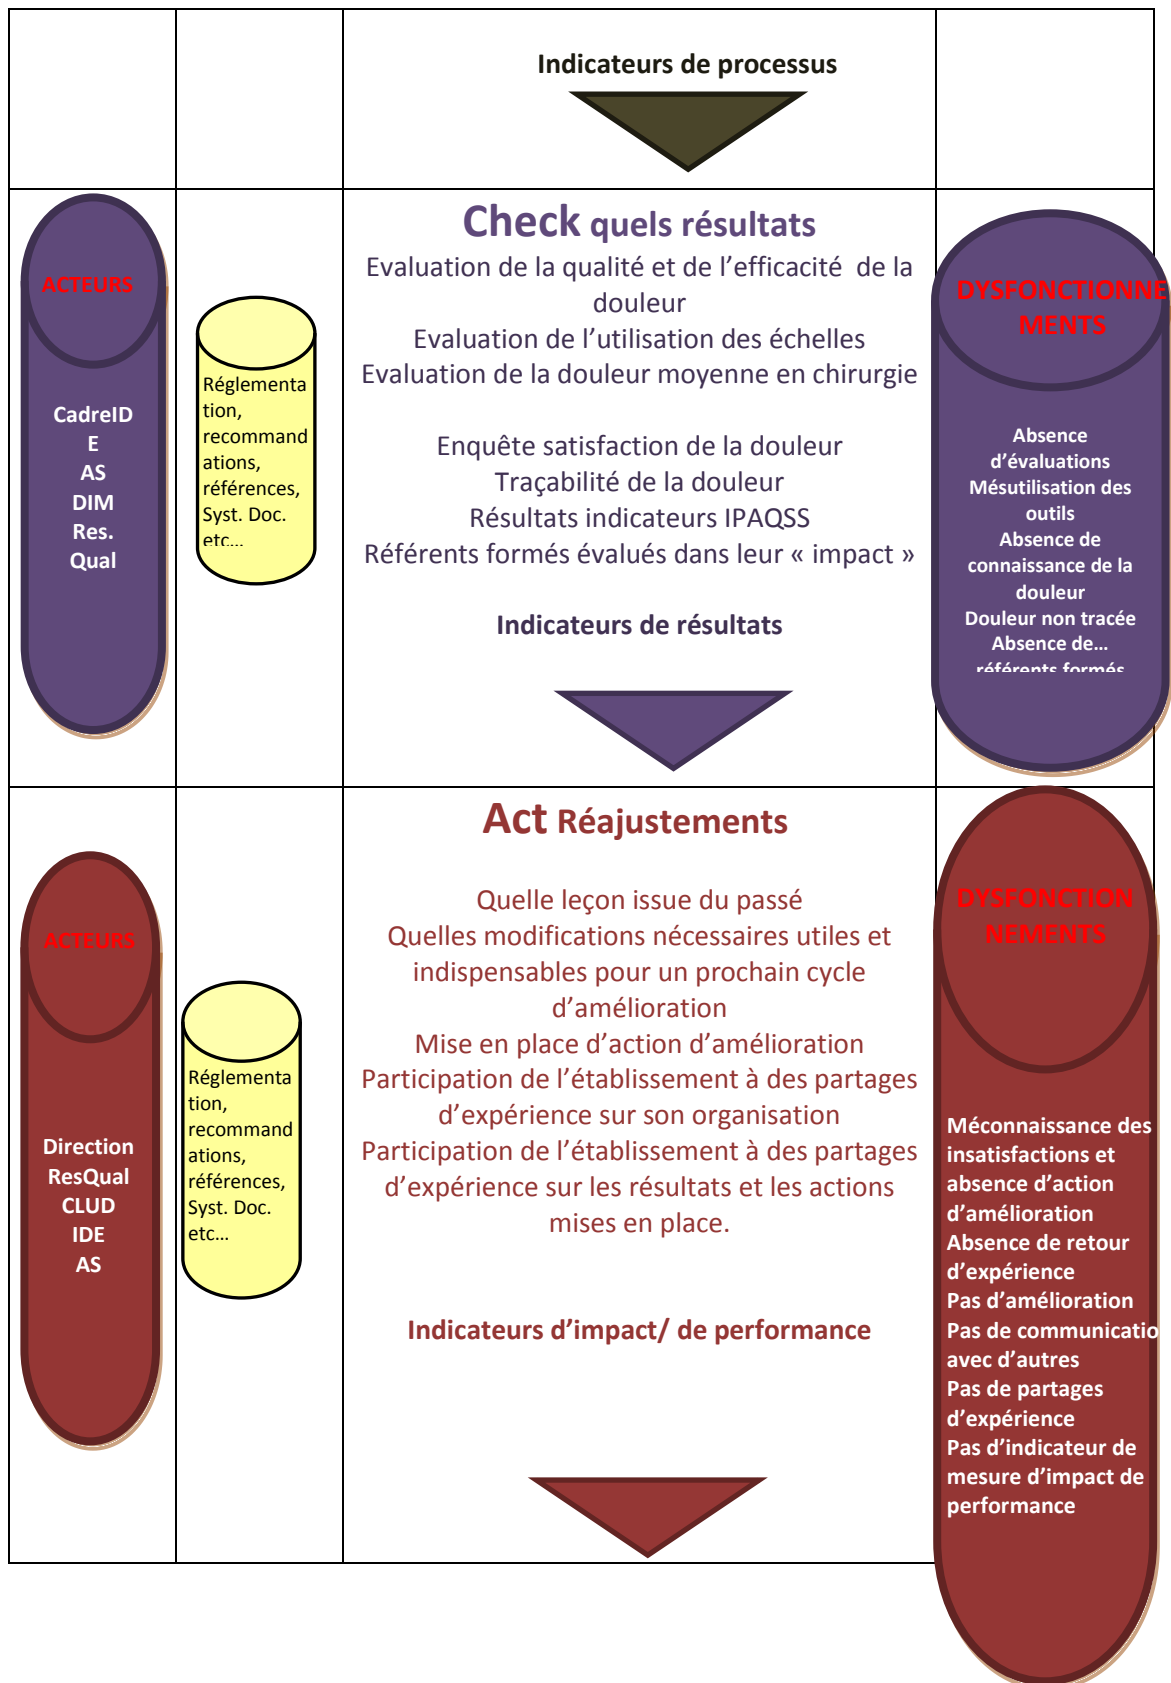 Indicateurs de processus
ACTEURS
CadreID
E
AS
DIM
Res.
Qual
Réglementa
tion,
recommand
ations,
références,
Syst. Doc.
etc…
Check quels résultats
Evaluation de la qualité et de l’efficacité  de la
douleur
Evaluation de l’utilisation des échelles
Evaluation de la douleur moyenne en chirurgie
Enquête satisfaction de la douleur
Traçabilité de la douleur
Résultats indicateurs IPAQSS
Référents formés évalués dans leur « impact »
Indicateurs de résultats
DYSFONCTIONNE
MENTS
Absence
d’évaluations
Mésutilisation des
outils
Absence de
connaissance de la
douleur
Douleur non tracée
Absence de…
référents formés
ACTEURS
Direction
ResQual
CLUD
IDE
AS
Réglementa
tion,
recommand
ations,
références,
Syst. Doc.
etc…
Act Réajustements
Quelle leçon issue du passé
Quelles modifications nécessaires utiles et
indispensables pour un prochain cycle
d’amélioration
Mise en place d’action d’amélioration
Participation de l’établissement à des partages
d’expérience sur son organisation
Participation de l’établissement à des partages
d’expérience sur les résultats et les actions
mises en place.
Indicateurs d’impact/ de performance
DYSFONCTION
NEMENTS
Méconnaissance des
insatisfactions et
absence d’action
d’amélioration
Absence de retour
d’expérience
Pas d’amélioration
Pas de communicatio
avec d’autres
Pas de partages
d’expérience
Pas d’indicateur de
mesure d’impact de
performance